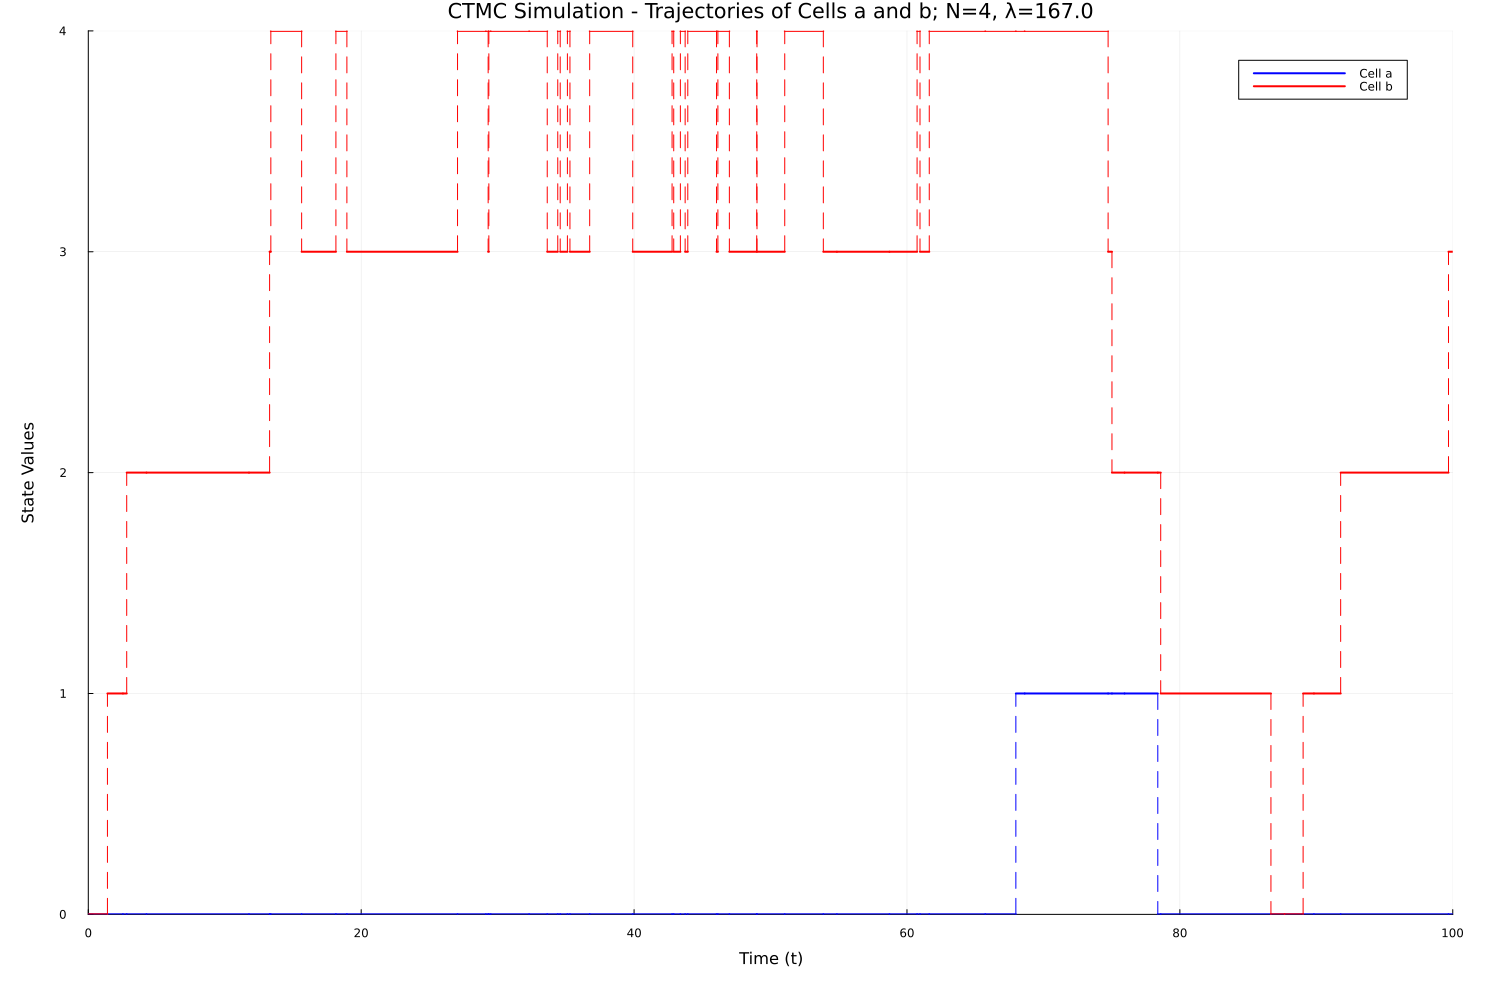 CTMC Simulation - Trajectories of Cells a and b; N=4, λ=167.0
4
Cell a
Cell b
3
State Values
2
1
0
0 20 40 60 80 100
Time (t)